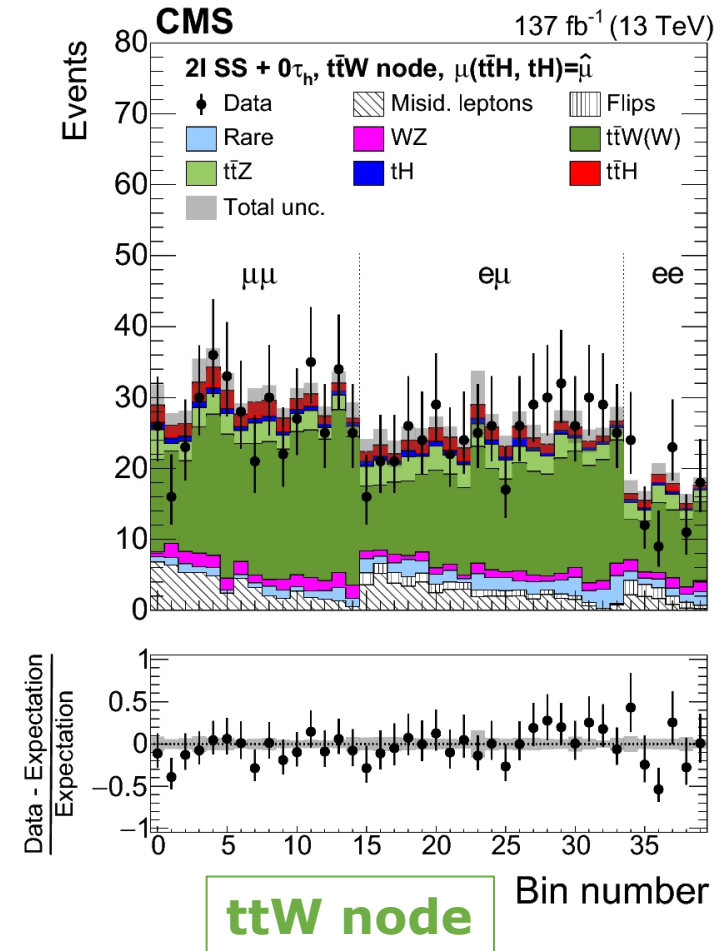 CMS 137 fb⁻¹ (13 TeV)
Events
80
70
60
50
40
30
20
10
0
2l SS + 0τₕ, tt̄W node, μ(tt̄H, tH)=μ̂
Data Misid. leptons Flips
Rare WZ tt̄W(W)
tt̄Z tH tt̄H
Total unc.
μμ eμ ee
Data - Expectation
Expectation
1
0.5
0
−0.5
−1
0 5 10 15 20 25 30 35
Bin number
ttW node